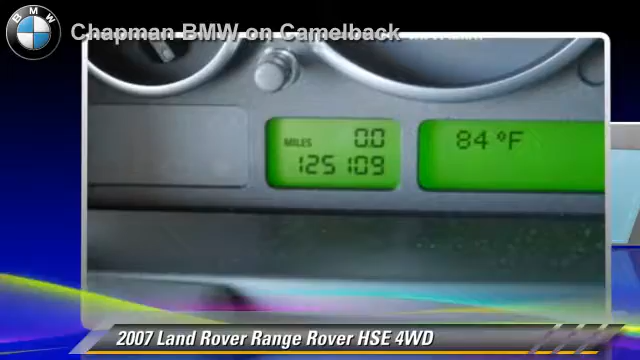 BMW
Chapman BMW on Camelback
MILES 0.0
125109
84°F
2007 Land Rover Range Rover HSE 4WD